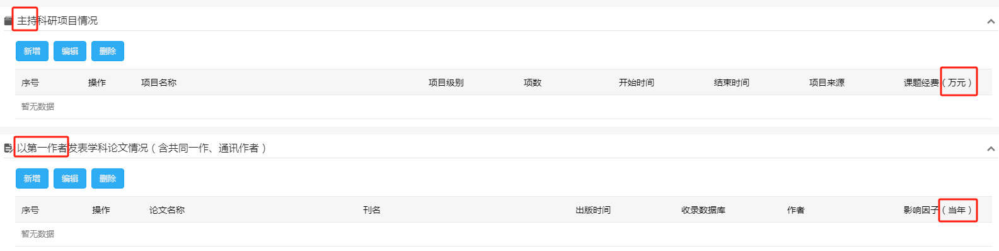 主持科研项目情况
新增 编辑 删除
序号 操作 项目名称 项目级别 项数 开始时间 结束时间 项目来源 课题经费（万元）
暂无数据
以第一作者发表学科论文情况（含共同一作、通讯作者）
新增 编辑 删除
序号 操作 论文名称 刊名 出版时间 收录数据库 作者 影响因子（当年）
暂无数据